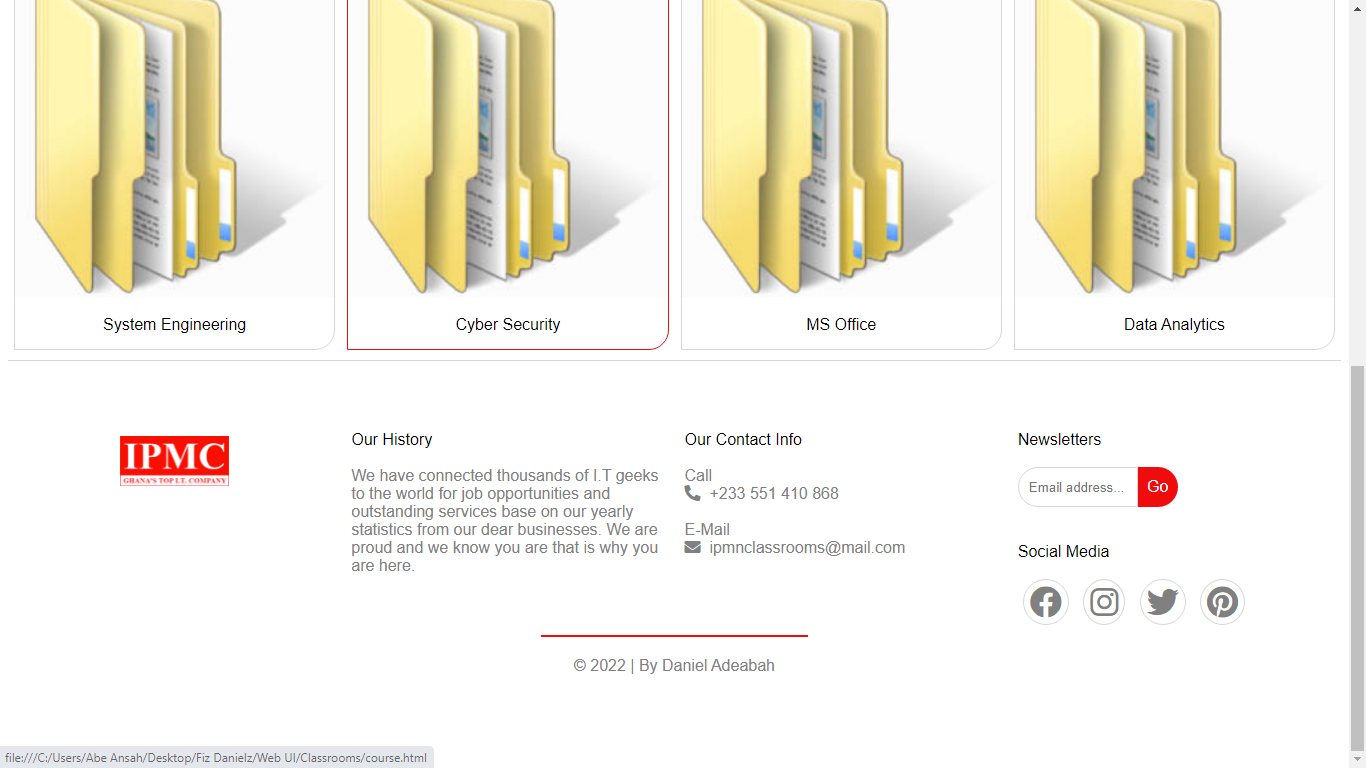 System Engineering
Cyber Security
MS Office
Data Analytics
IPMC
GHANA'S TOP I.T. COMPANY
Our History
We have connected thousands of I.T geeks
to the world for job opportunities and
outstanding services base on our yearly
statistics from our dear businesses. We are
proud and we know you are that is why you
are here.
Our Contact Info
Call
+233 551 410 868
E-Mail
ipmnclassrooms@mail.com
Newsletters
Email address...
Go
Social Media
© 2022 | By Daniel Adeabah
file:///C:/Users/Abe Ansah/Desktop/Fiz Danielz/Web UI/Classrooms/course.html